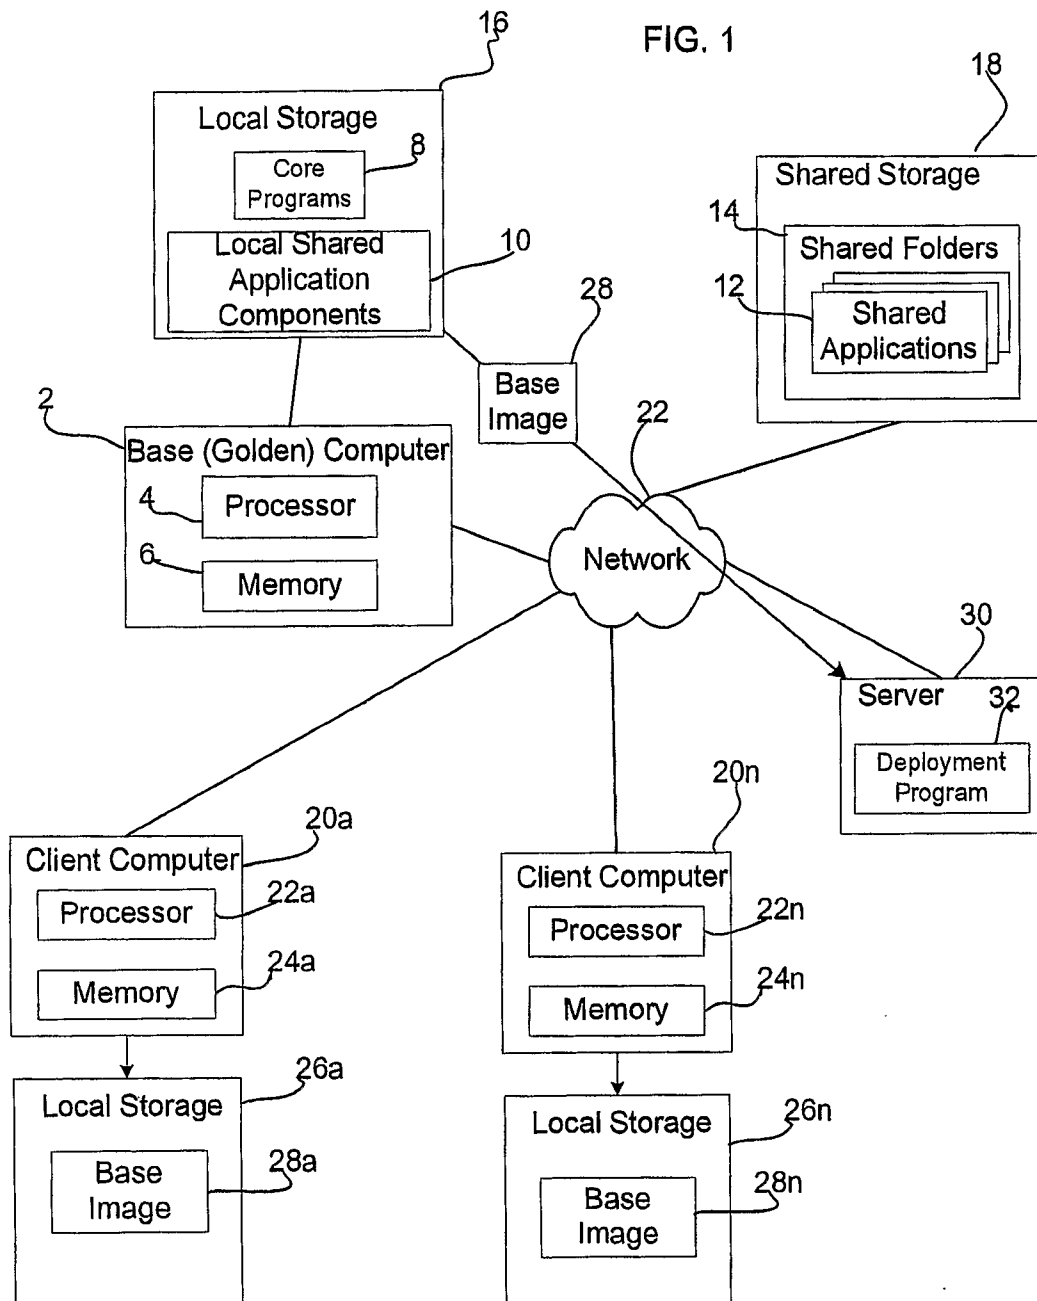 FIG. 1
16
18
Local Storage
8
Core
Programs
Local Shared
Application
Components
10
Shared Storage
14
Shared Folders
12
Shared
Applications
28
Base
Image
2
Base (Golden) Computer
4
Processor
6
Memory
22
Network
30
Server
32
Deployment
Program
20a
Client Computer
22a
Processor
24a
Memory
26a
Local Storage
28a
Base
Image
20n
Client Computer
22n
Processor
24n
Memory
26n
Local Storage
28n
Base
Image